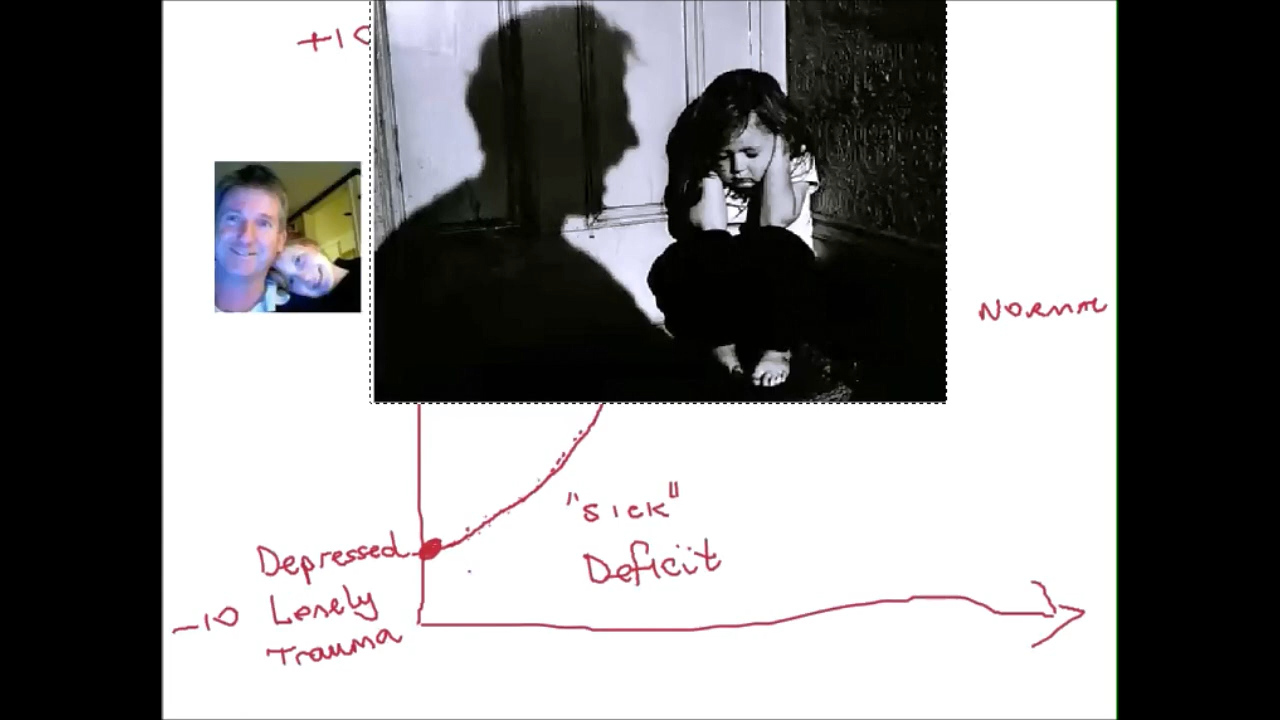 +10
NORMAL
"SICK"
Depressed
Deficit
-10 Lonely
Trauma